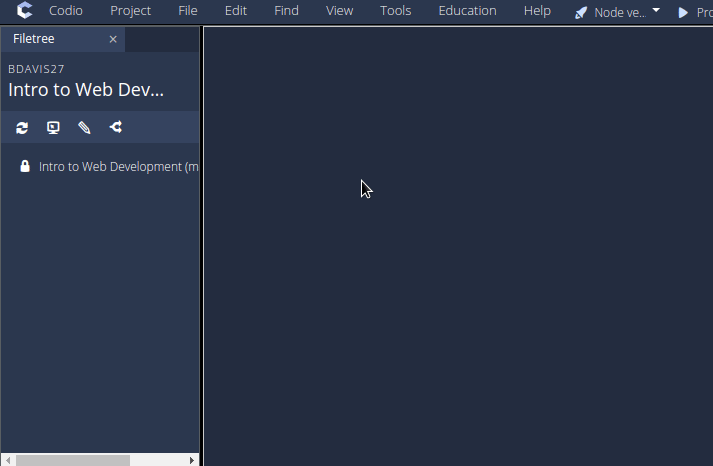 Codio Project File Edit Find View Tools Education Help Node ve... Pro
Filetree ×
BDAVIS27
Intro to Web Dev...
Intro to Web Development (m